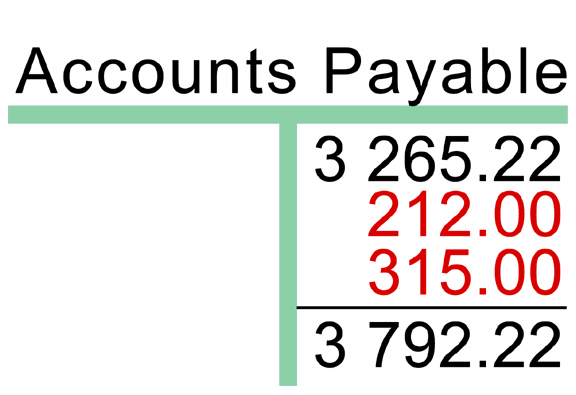 Accounts Payable
3 265.22
212.00
315.00
3 792.22